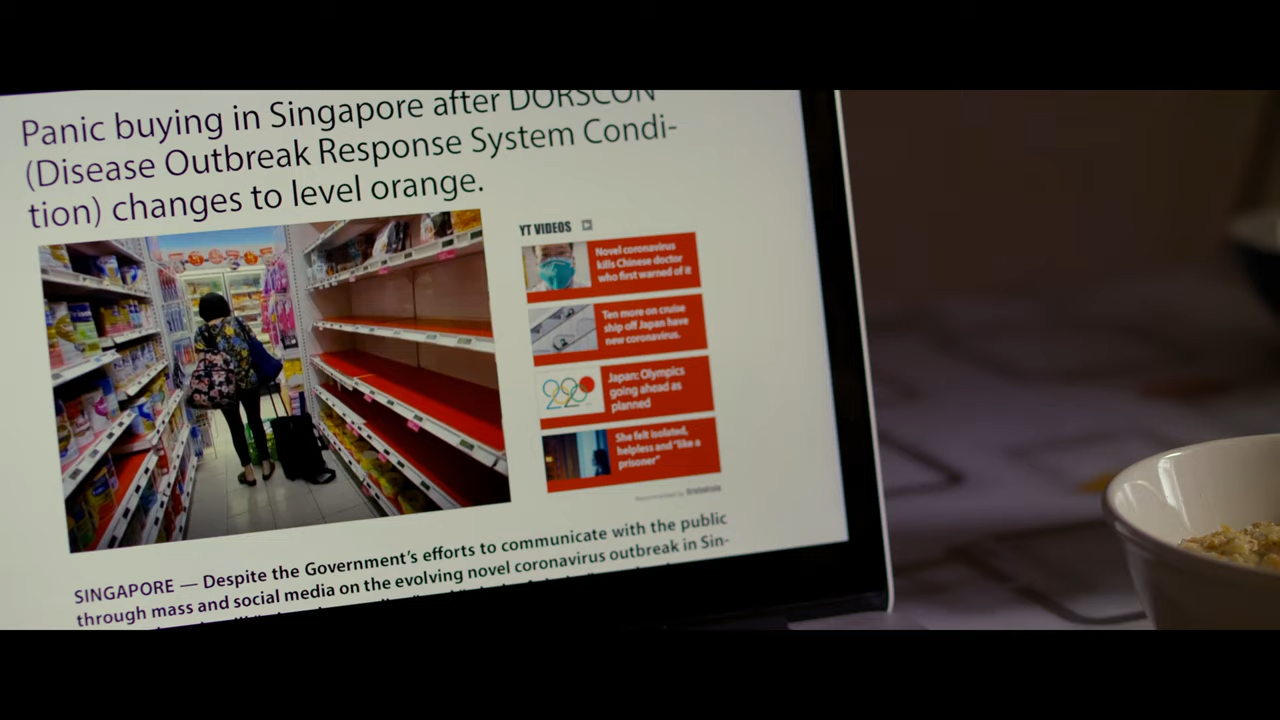 Panic buying in Singapore after DORSCON
(Disease Outbreak Response System Condi-
tion) changes to level orange.
YT VIDEOS
Novel coronavirus
kills Chinese doctor
who first warned of it
Ten more on cruise
ship off Japan have
new coronavirus.
Japan: Olympics
going ahead as
planned
She felt isolated,
helpless and "like a
prisoner"
Recommended by
SINGAPORE — Despite the Government's efforts to communicate with the public
through mass and social media on the evolving novel coronavirus outbreak in Sin-